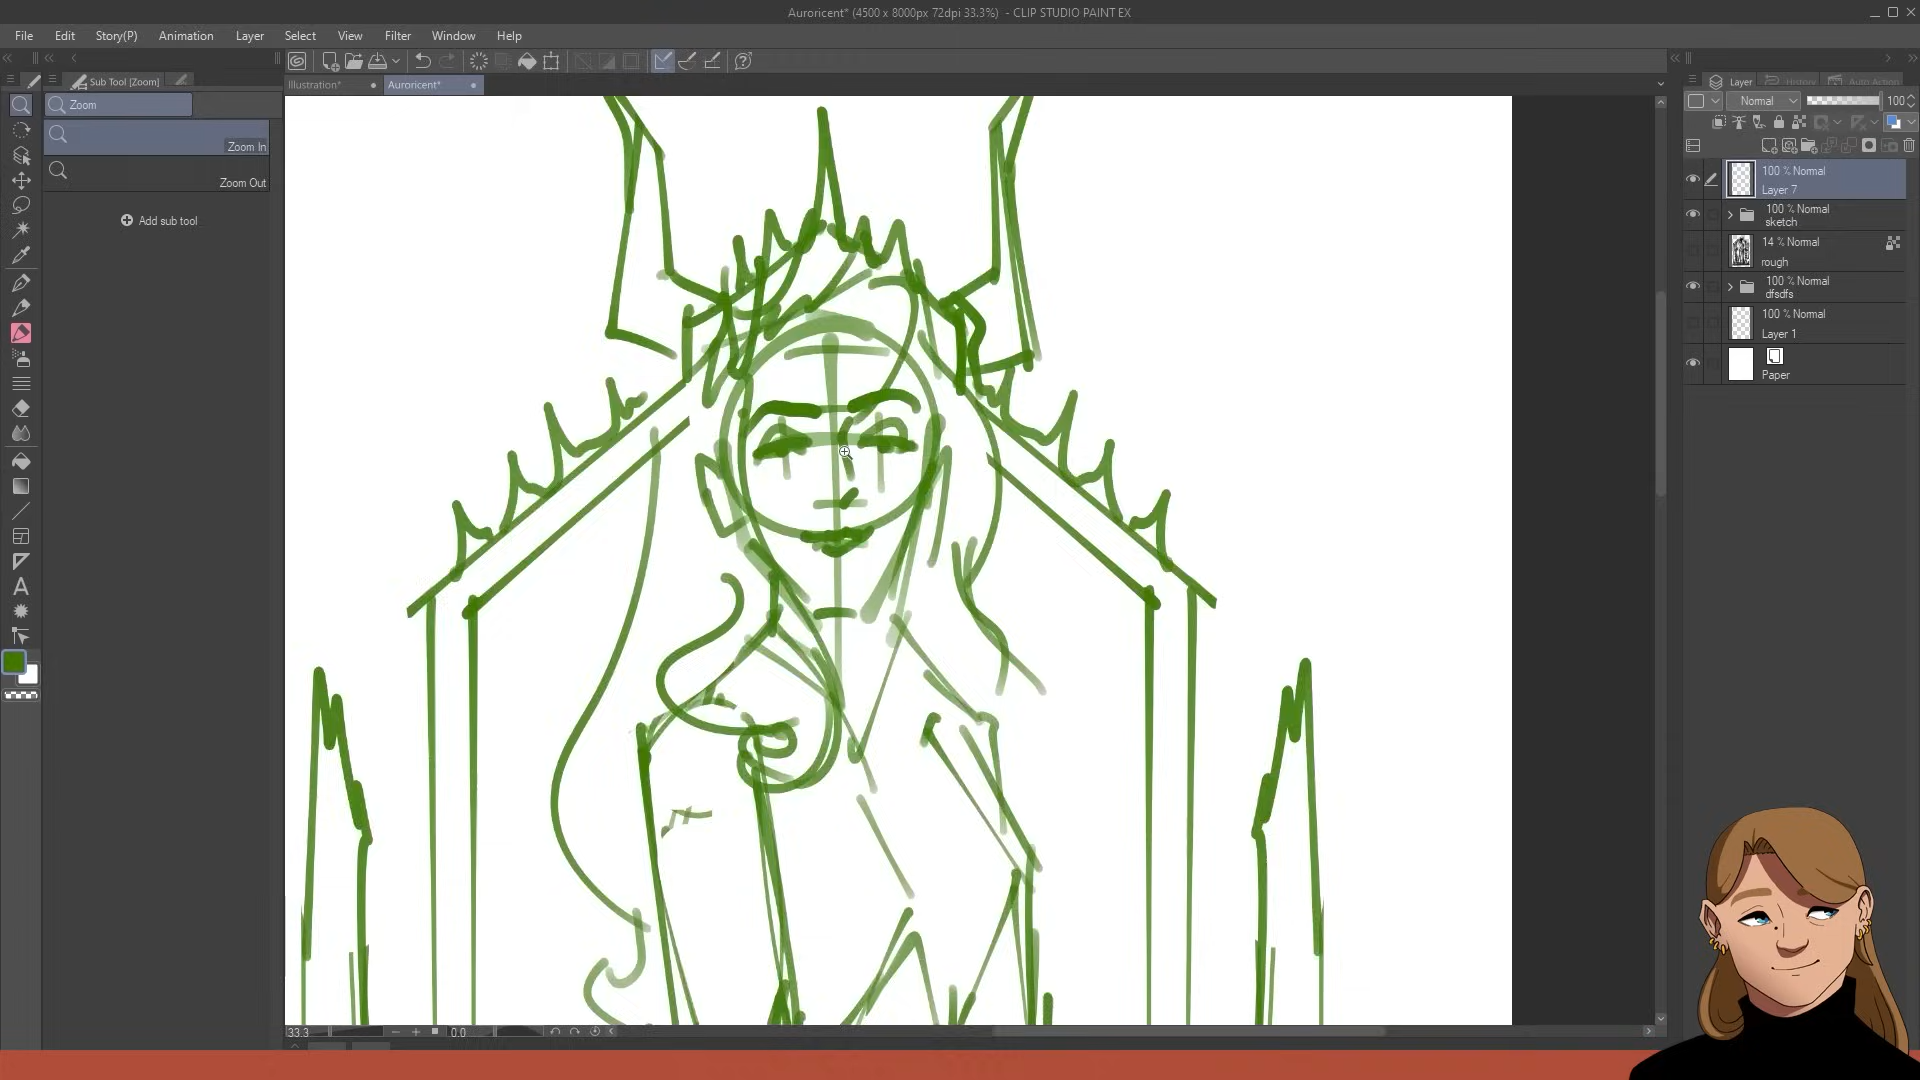 Auroricent* (4500 x 8000px 72dpi 33.3%) - CLIP STUDIO PAINT EX
File Edit Story(P) Animation Layer Select View Filter Window Help
Sub Tool [Zoom]
Layer History Auto Action
Illustration* Auroricent*
Zoom
Normal 100
Zoom In
Zoom Out
Add sub tool
100 % Normal
Layer 7
100 % Normal
sketch
14 % Normal
rough
100 % Normal
dfsdfs
100 % Normal
Layer 1
Paper
33.3 0.0